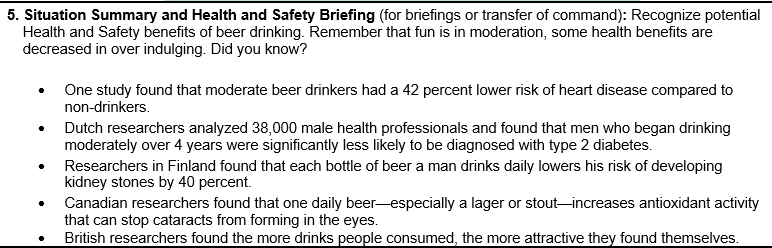 5. Situation Summary and Health and Safety Briefing (for briefings or transfer of command): Recognize potential
Health and Safety benefits of beer drinking. Remember that fun is in moderation, some health benefits are
decreased in over indulging. Did you know?
• One study found that moderate beer drinkers had a 42 percent lower risk of heart disease compared to
non-drinkers.
• Dutch researchers analyzed 38,000 male health professionals and found that men who began drinking
moderately over 4 years were significantly less likely to be diagnosed with type 2 diabetes.
• Researchers in Finland found that each bottle of beer a man drinks daily lowers his risk of developing
kidney stones by 40 percent.
• Canadian researchers found that one daily beer—especially a lager or stout—increases antioxidant activity
that can stop cataracts from forming in the eyes.
• British researchers found the more drinks people consumed, the more attractive they found themselves.